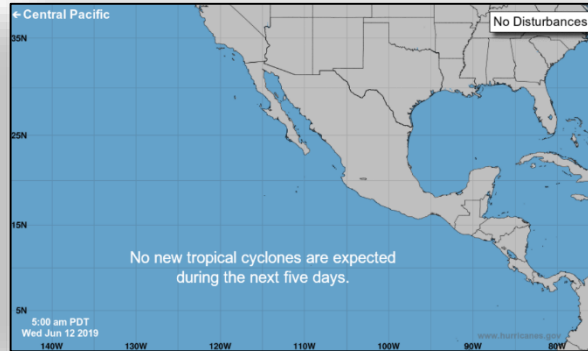 ← Central Pacific
No Disturbances
35N
25N
15N
No new tropical cyclones are expected
during the next five days.
5N
5:00 am PDT
Wed Jun 12 2019
www.hurricanes.gov
140W
130W
120W
110W
100W
90W
80W